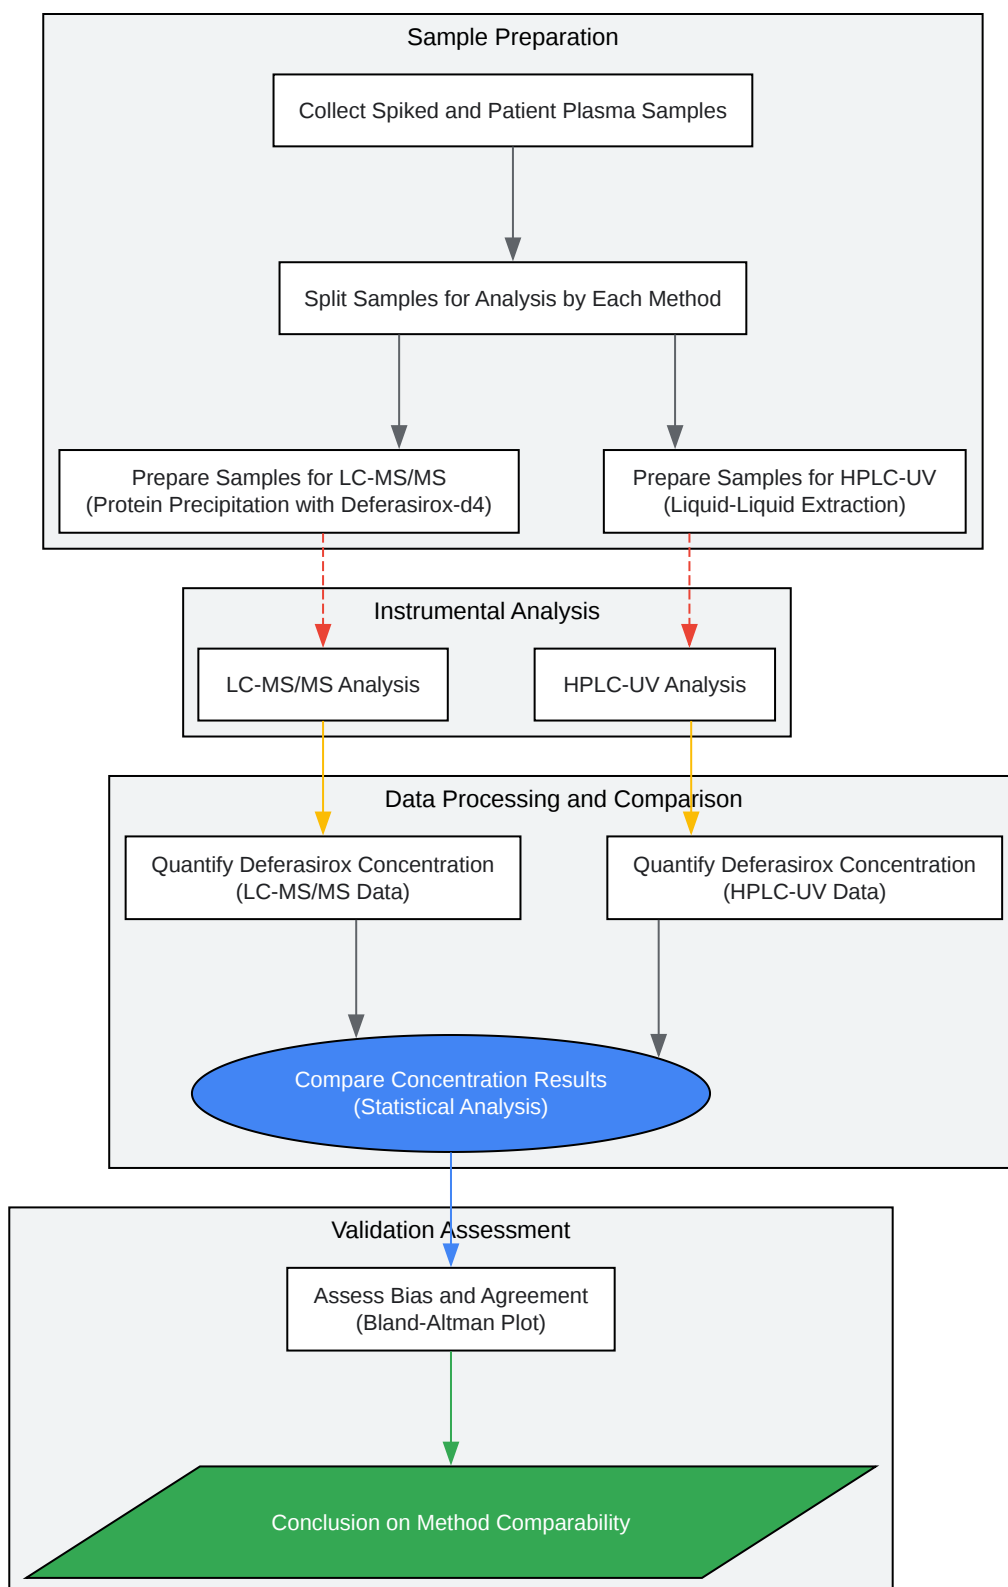 Sample Preparation
Collect Spiked and Patient Plasma Samples
Split Samples for Analysis by Each Method
Prepare Samples for LC-MS/MS
(Protein Precipitation with Deferasirox-d4)
Prepare Samples for HPLC-UV
(Liquid-Liquid Extraction)
Instrumental Analysis
LC-MS/MS Analysis
HPLC-UV Analysis
Data Processing and Comparison
Quantify Deferasirox Concentration
(LC-MS/MS Data)
Quantify Deferasirox Concentration
(HPLC-UV Data)
Compare Concentration Results
(Statistical Analysis)
Validation Assessment
Assess Bias and Agreement
(Bland-Altman Plot)
Conclusion on Method Comparability